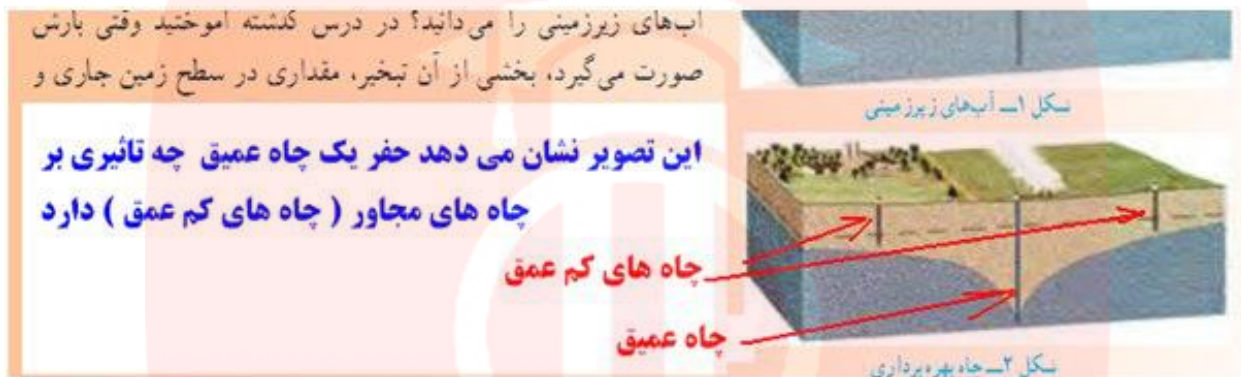 آبهای زیرزمینی را می‌دانید؟ در درس گذشته آموختید وقتی بارش
صورت می‌گیرد، بخشی از آن تبخیر، مقداری در سطح زمین جاری و
شکل ۱ــ آب‌های زیرزمینی
این تصویر نشان می دهد حفر یک چاه عمیق چه تاثیری بر
چاه های مجاور ( چاه های کم عمق ) دارد
چاه های کم عمق
چاه عمیق
شکل ۲ــ چاه بهره‌برداری